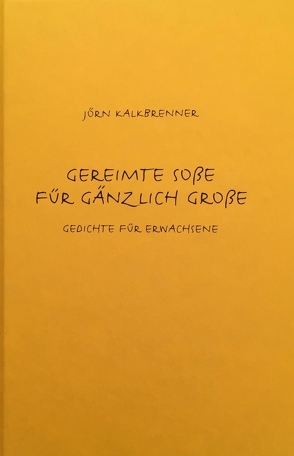 JÖRN KALKBRENNER
GEREIMTE SOßE
FÜR GÄNZLICH GROßE
GEDICHTE FÜR ERWACHSENE